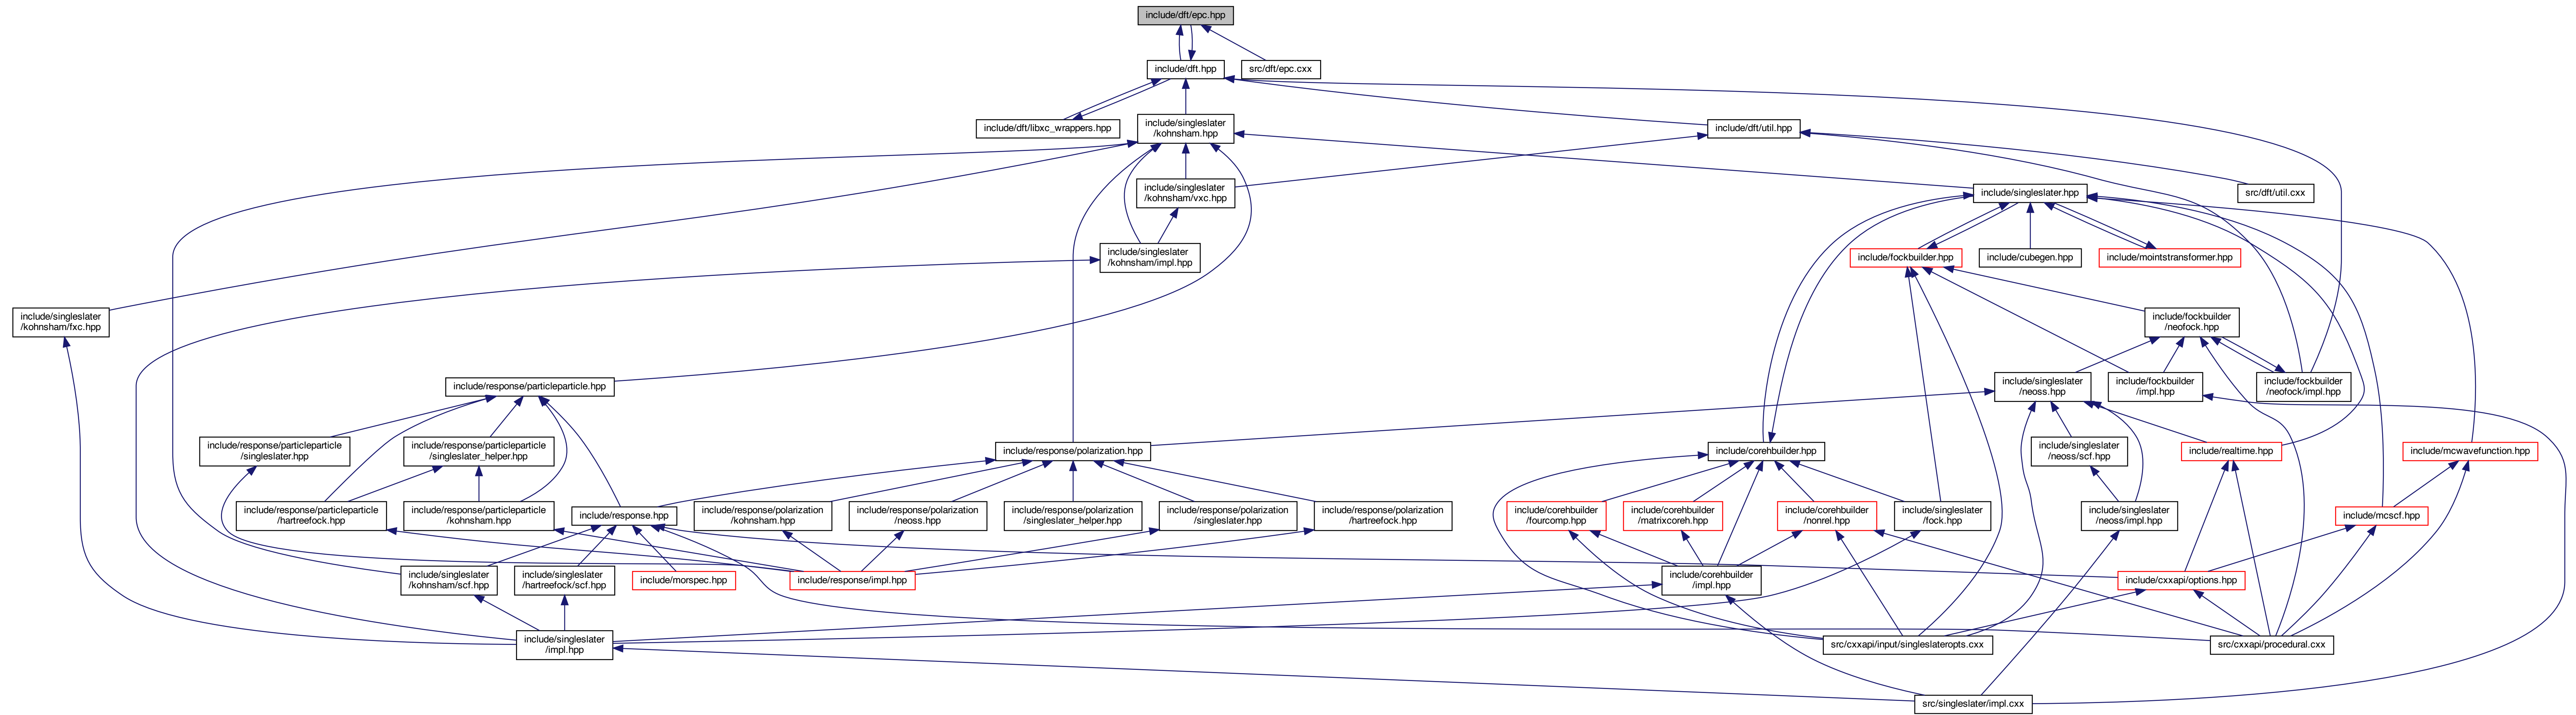 include/dft/epc.hpp
include/dft.hpp
src/dft/epc.cxx
include/dft/libxc_wrappers.hpp
include/singleslater
/kohnsham.hpp
include/dft/util.hpp
include/singleslater
/kohnsham/vxc.hpp
include/singleslater.hpp
src/dft/util.cxx
include/singleslater
/kohnsham/impl.hpp
include/fockbuilder.hpp
include/cubegen.hpp
include/mointstransformer.hpp
include/singleslater
/kohnsham/fxc.hpp
include/fockbuilder
/neofock.hpp
include/response/particleparticle.hpp
include/singleslater
/neoss.hpp
include/fockbuilder
/impl.hpp
include/fockbuilder
/neofock/impl.hpp
include/response/particleparticle
/singleslater.hpp
include/response/particleparticle
/singleslater_helper.hpp
include/response/polarization.hpp
include/corehbuilder.hpp
include/singleslater
/neoss/scf.hpp
include/realtime.hpp
include/mcwavefunction.hpp
include/response/particleparticle
/hartreefock.hpp
include/response/particleparticle
/kohnsham.hpp
include/response.hpp
include/response/polarization
/kohnsham.hpp
include/response/polarization
/neoss.hpp
include/response/polarization
/singleslater_helper.hpp
include/response/polarization
/singleslater.hpp
include/response/polarization
/hartreefock.hpp
include/corehbuilder
/fourcomp.hpp
include/corehbuilder
/matrixcoreh.hpp
include/corehbuilder
/nonrel.hpp
include/singleslater
/fock.hpp
include/singleslater
/neoss/impl.hpp
include/mcscf.hpp
include/singleslater
/kohnsham/scf.hpp
include/singleslater
/hartreefock/scf.hpp
include/morspec.hpp
include/response/impl.hpp
include/corehbuilder
/impl.hpp
include/cxxapi/options.hpp
include/singleslater
/impl.hpp
src/cxxapi/input/singleslateropts.cxx
src/cxxapi/procedural.cxx
src/singleslater/impl.cxx